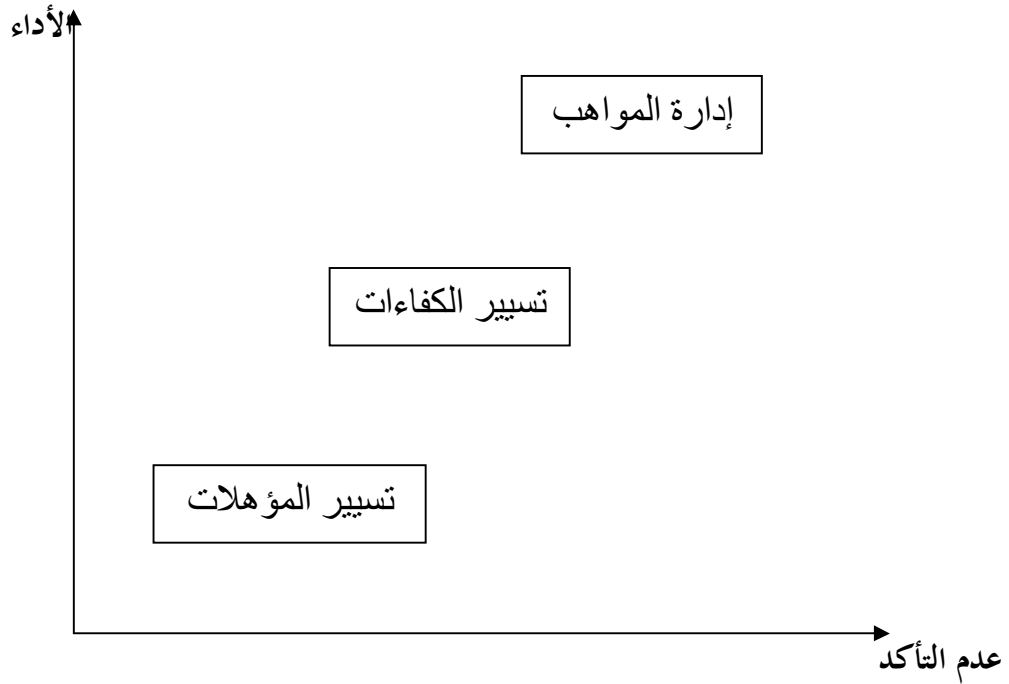 الأداء
إدارة المواهب
تسيير الكفاءات
تسيير المؤهلات
عدم التأكد